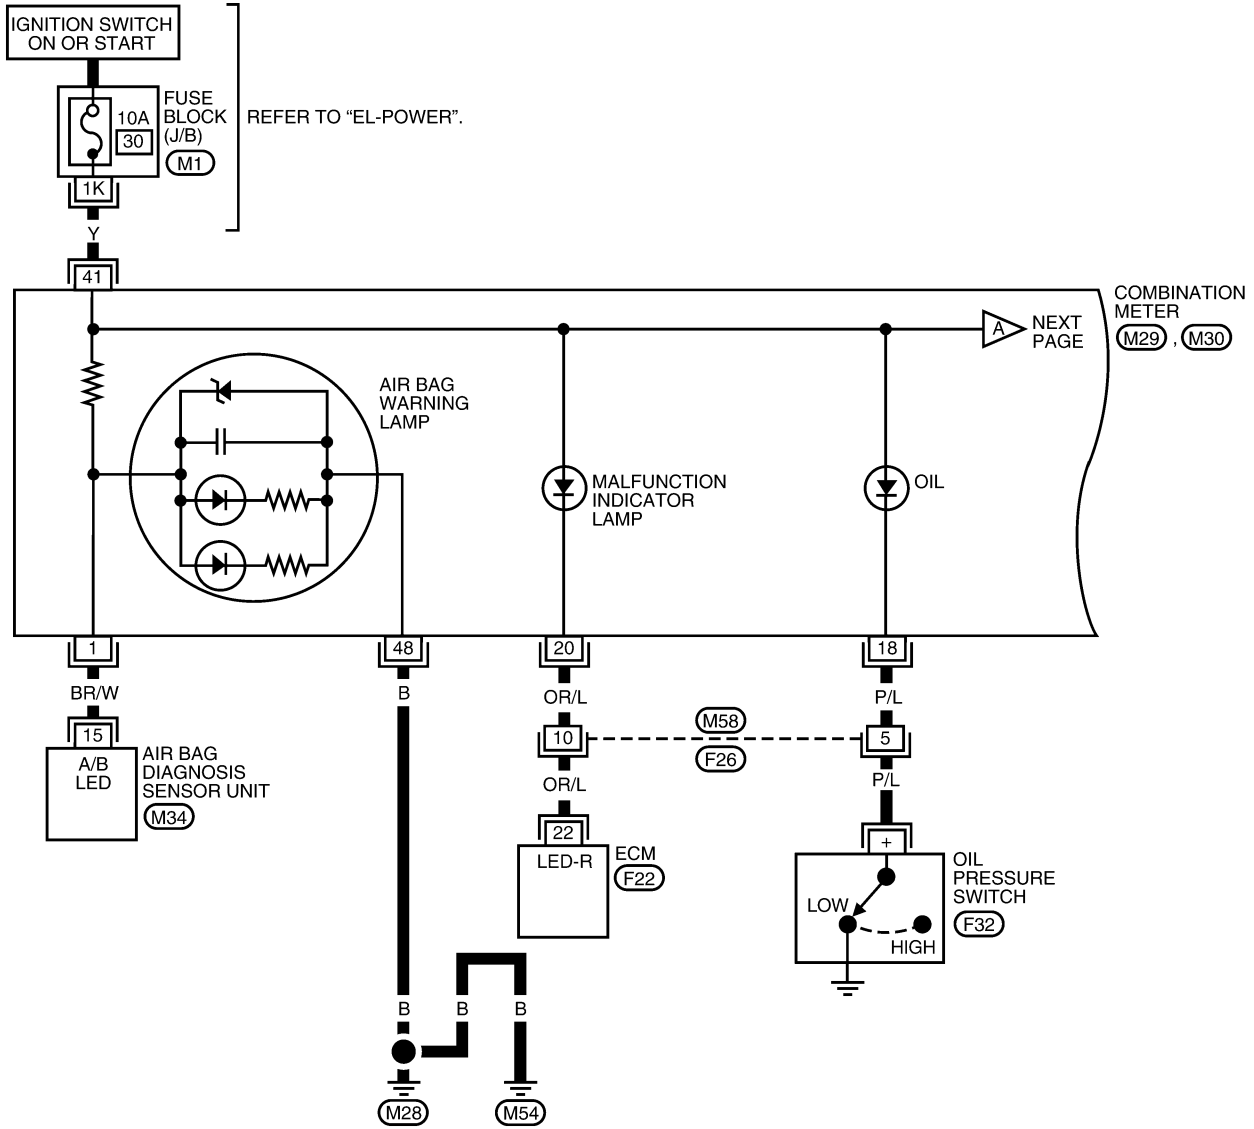 IGNITION SWITCH
ON OR START
10A
30
FUSE
BLOCK
(J/B)
M1
REFER TO “EL-POWER”.
1K
Y
41
COMBINATION
METER
M29 , M30
A
NEXT
PAGE
AIR BAG
WARNING
LAMP
MALFUNCTION
INDICATOR
LAMP
OIL
1
48
20
18
BR/W
B
OR/L
P/L
15
10
M58
F26
5
A/B
LED
AIR BAG
DIAGNOSIS
SENSOR UNIT
M34
OR/L
P/L
22
LED-R
ECM
F22
+
LOW
HIGH
OIL
PRESSURE
SWITCH
F32
B
B
B
M28
M54